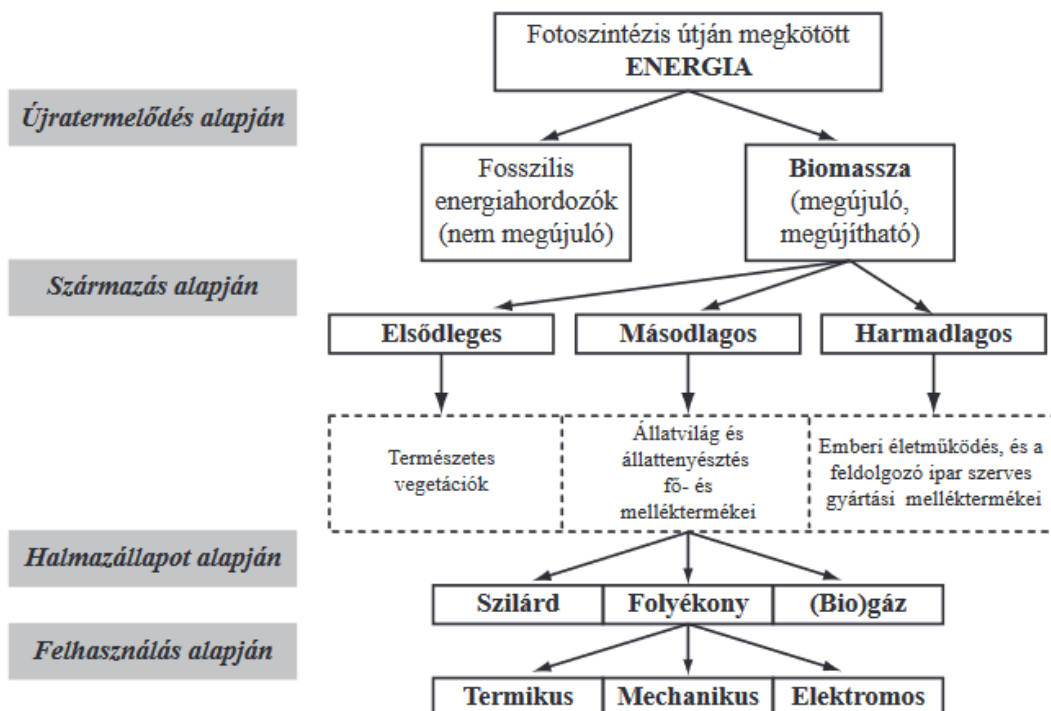 Fotoszintézis útján megkötött
ENERGIA
Újratermelődés alapján
Fosszilis
energiahordozók
(nem megújuló)
Biomassza
(megújuló,
megújítható)
Származás alapján
Elsődleges
Másodlagos
Harmadlagos
Természetes
vegetációk
Állatvilág és
állattenyésztés
fő- és
melléktermékei
Emberi életműködés, és a
feldolgozó ipar szerves
gyártási melléktermékei
Halmazállapot alapján
Szilárd
Folyékony
(Bio)gáz
Felhasználás alapján
Termikus
Mechanikus
Elektromos